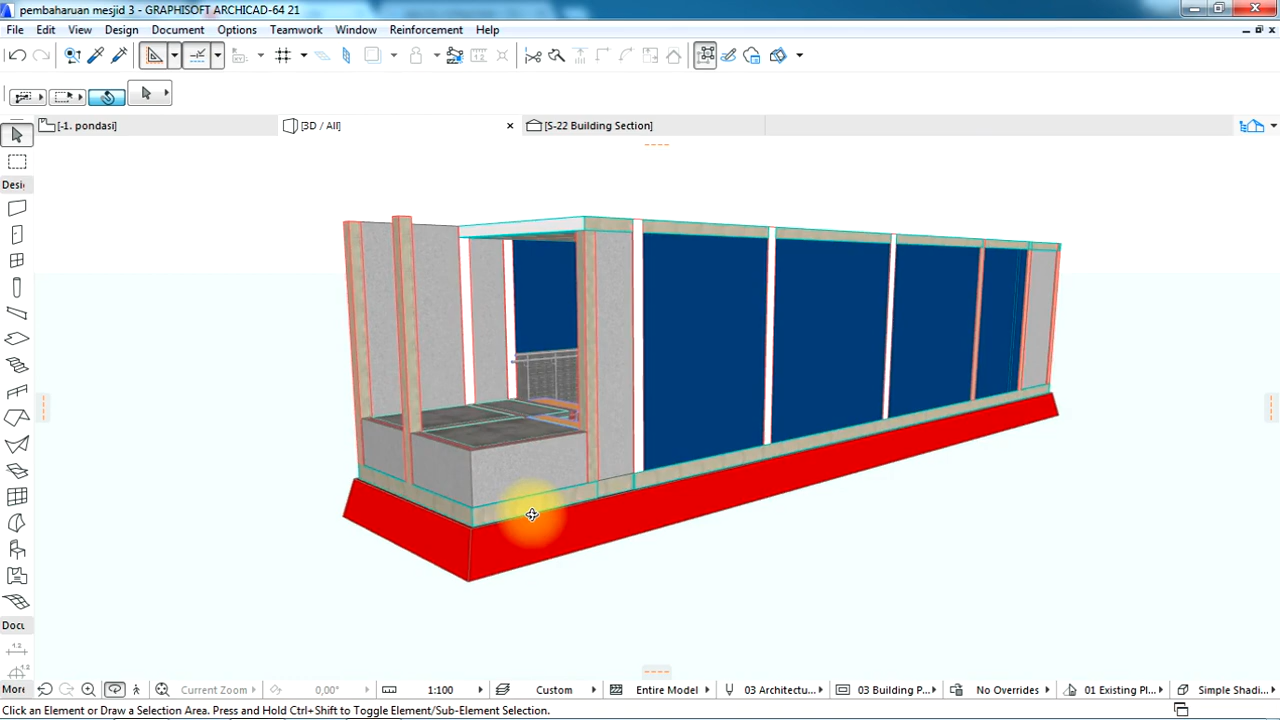 pembaharuan mesjid 3 - GRAPHISOFT ARCHICAD-64 21
File Edit View Design Document Options Teamwork Window Reinforcement Help
[-1. pondasi] [3D / All] [S-22 Building Section]
Desi
Docu
1.2
More
Current Zoom 0,00° 1:100 Custom Entire Model 03 Architectu... 03 Building P... No Overrides 01 Existing Pl... Simple Shadi...
Click an Element or Draw a Selection Area. Press and Hold Ctrl+Shift to Toggle Element/Sub-Element Selection.